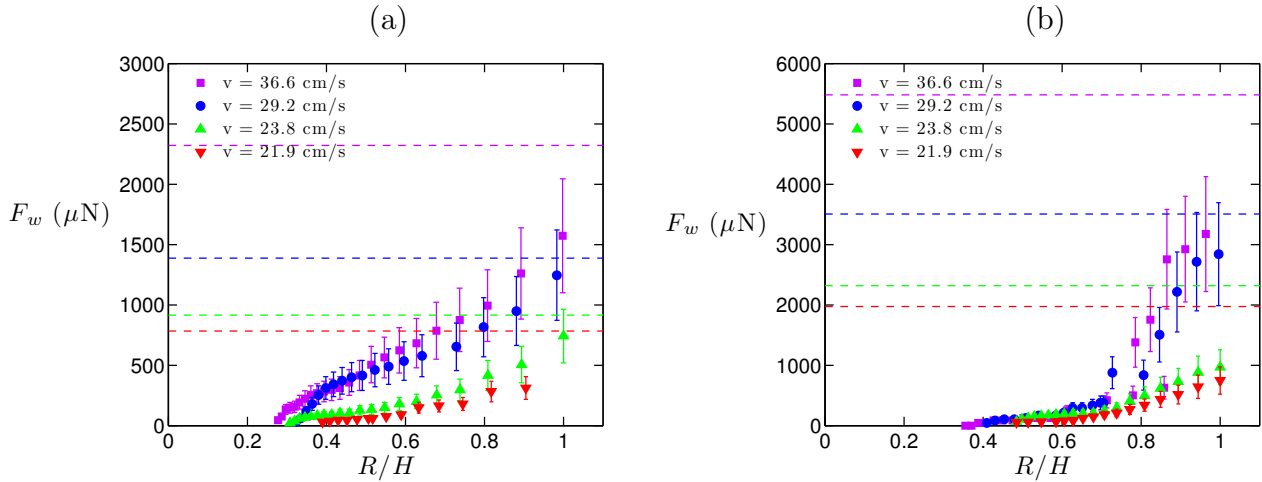 (a)
3000
2500
2000
1500
1000
500
0
F_w (μN)
v = 36.6 cm/s
v = 29.2 cm/s
v = 23.8 cm/s
v = 21.9 cm/s
0 0.2 0.4 0.6 0.8 1
R/H
(b)
6000
5000
4000
3000
2000
1000
0
F_w (μN)
v = 36.6 cm/s
v = 29.2 cm/s
v = 23.8 cm/s
v = 21.9 cm/s
0 0.2 0.4 0.6 0.8 1
R/H